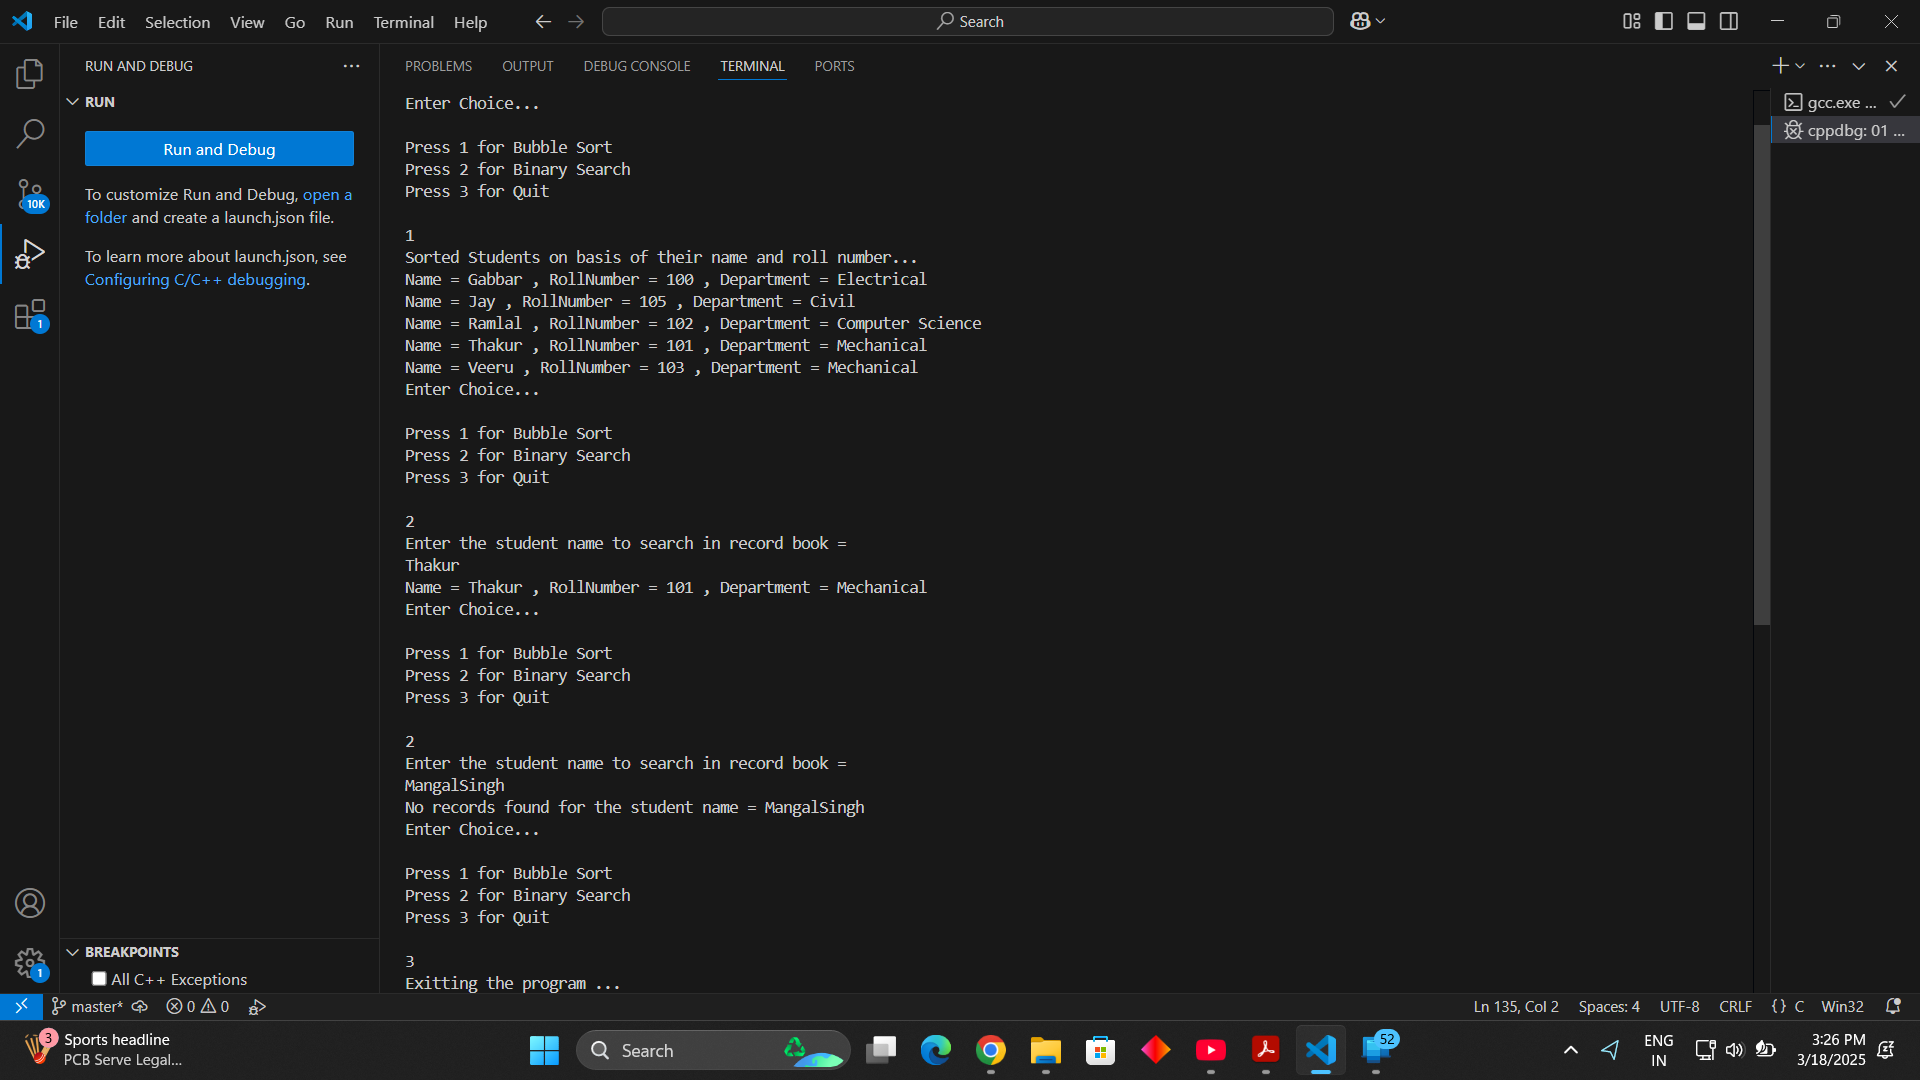 File Edit Selection View Go Run Terminal Help
Search
RUN AND DEBUG
RUN
Run and Debug
To customize Run and Debug, open a
folder and create a launch.json file.
To learn more about launch.json, see
Configuring C/C++ debugging.
10K
1
PROBLEMS OUTPUT DEBUG CONSOLE TERMINAL PORTS
Enter Choice...
Press 1 for Bubble Sort
Press 2 for Binary Search
Press 3 for Quit
1
Sorted Students on basis of their name and roll number...
Name = Gabbar , RollNumber = 100 , Department = Electrical
Name = Jay , RollNumber = 105 , Department = Civil
Name = Ramlal , RollNumber = 102 , Department = Computer Science
Name = Thakur , RollNumber = 101 , Department = Mechanical
Name = Veeru , RollNumber = 103 , Department = Mechanical
Enter Choice...
Press 1 for Bubble Sort
Press 2 for Binary Search
Press 3 for Quit
2
Enter the student name to search in record book =
Thakur
Name = Thakur , RollNumber = 101 , Department = Mechanical
Enter Choice...
Press 1 for Bubble Sort
Press 2 for Binary Search
Press 3 for Quit
2
Enter the student name to search in record book =
MangalSingh
No records found for the student name = MangalSingh
Enter Choice...
Press 1 for Bubble Sort
Press 2 for Binary Search
Press 3 for Quit
3
Exitting the program ...
gcc.exe ...
cppdbg: 01 ...
BREAKPOINTS
All C++ Exceptions
1
master* 0 0
Ln 135, Col 2 Spaces: 4 UTF-8 CRLF {} C Win32
3
Sports headline
PCB Serve Legal...
Search
52
ENG
IN
3:26 PM
3/18/2025